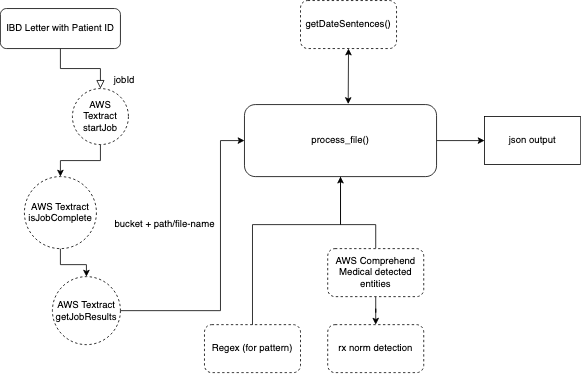 IBD Letter with Patient ID
jobId
AWS
Textract
startJob
AWS Textract
isJobComplete
bucket + path/file-name
AWS Textract
getJobResults
getDateSentences()
process_file()
json output
AWS Comprehend
Medical detected
entities
Regex (for pattern)
rx norm detection